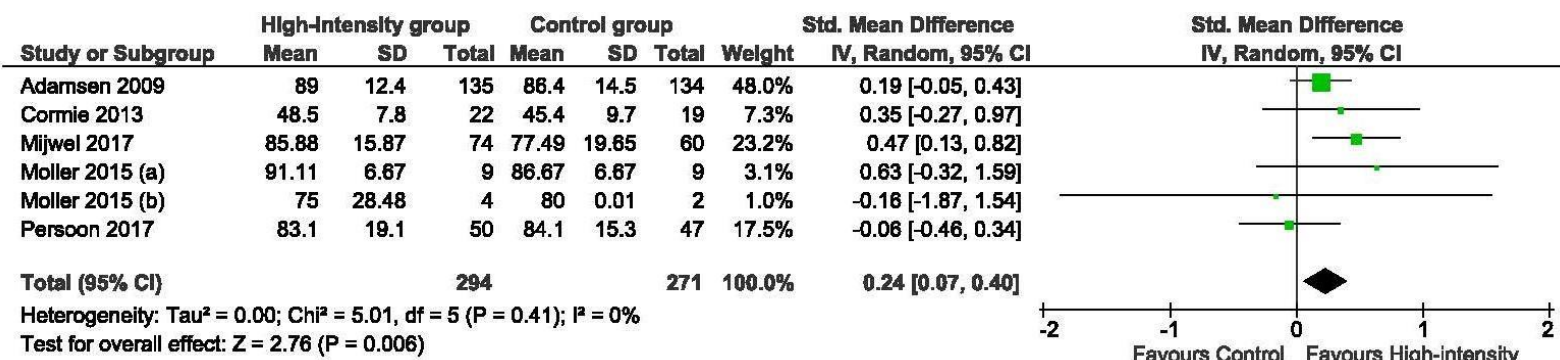 High-Intensity group Control group Std. Mean Difference Std. Mean Difference
Study or Subgroup Mean SD Total Mean SD Total Weight IV, Random, 95% CI IV, Random, 95% CI
Adamsen 2009 89 12.4 135 86.4 14.5 134 48.0% 0.19 [-0.05, 0.43]
Cormie 2013 48.5 7.8 22 45.4 9.7 19 7.3% 0.35 [-0.27, 0.97]
Mijwel 2017 85.88 15.87 74 77.49 19.65 60 23.2% 0.47 [0.13, 0.82]
Moller 2015 (a) 91.11 6.67 9 86.67 6.67 9 3.1% 0.63 [-0.32, 1.59]
Moller 2015 (b) 75 28.48 4 80 0.01 2 1.0% -0.16 [-1.87, 1.54]
Persoon 2017 83.1 19.1 50 84.1 15.3 47 17.5% -0.06 [-0.46, 0.34]
Total (95% CI) 294 271 100.0% 0.24 [0.07, 0.40]
Heterogeneity: Tau² = 0.00; Chi² = 5.01, df = 5 (P = 0.41); I² = 0%
Test for overall effect: Z = 2.76 (P = 0.006)
-2 -1 0 1 2
Favours Control Favours High-intensity